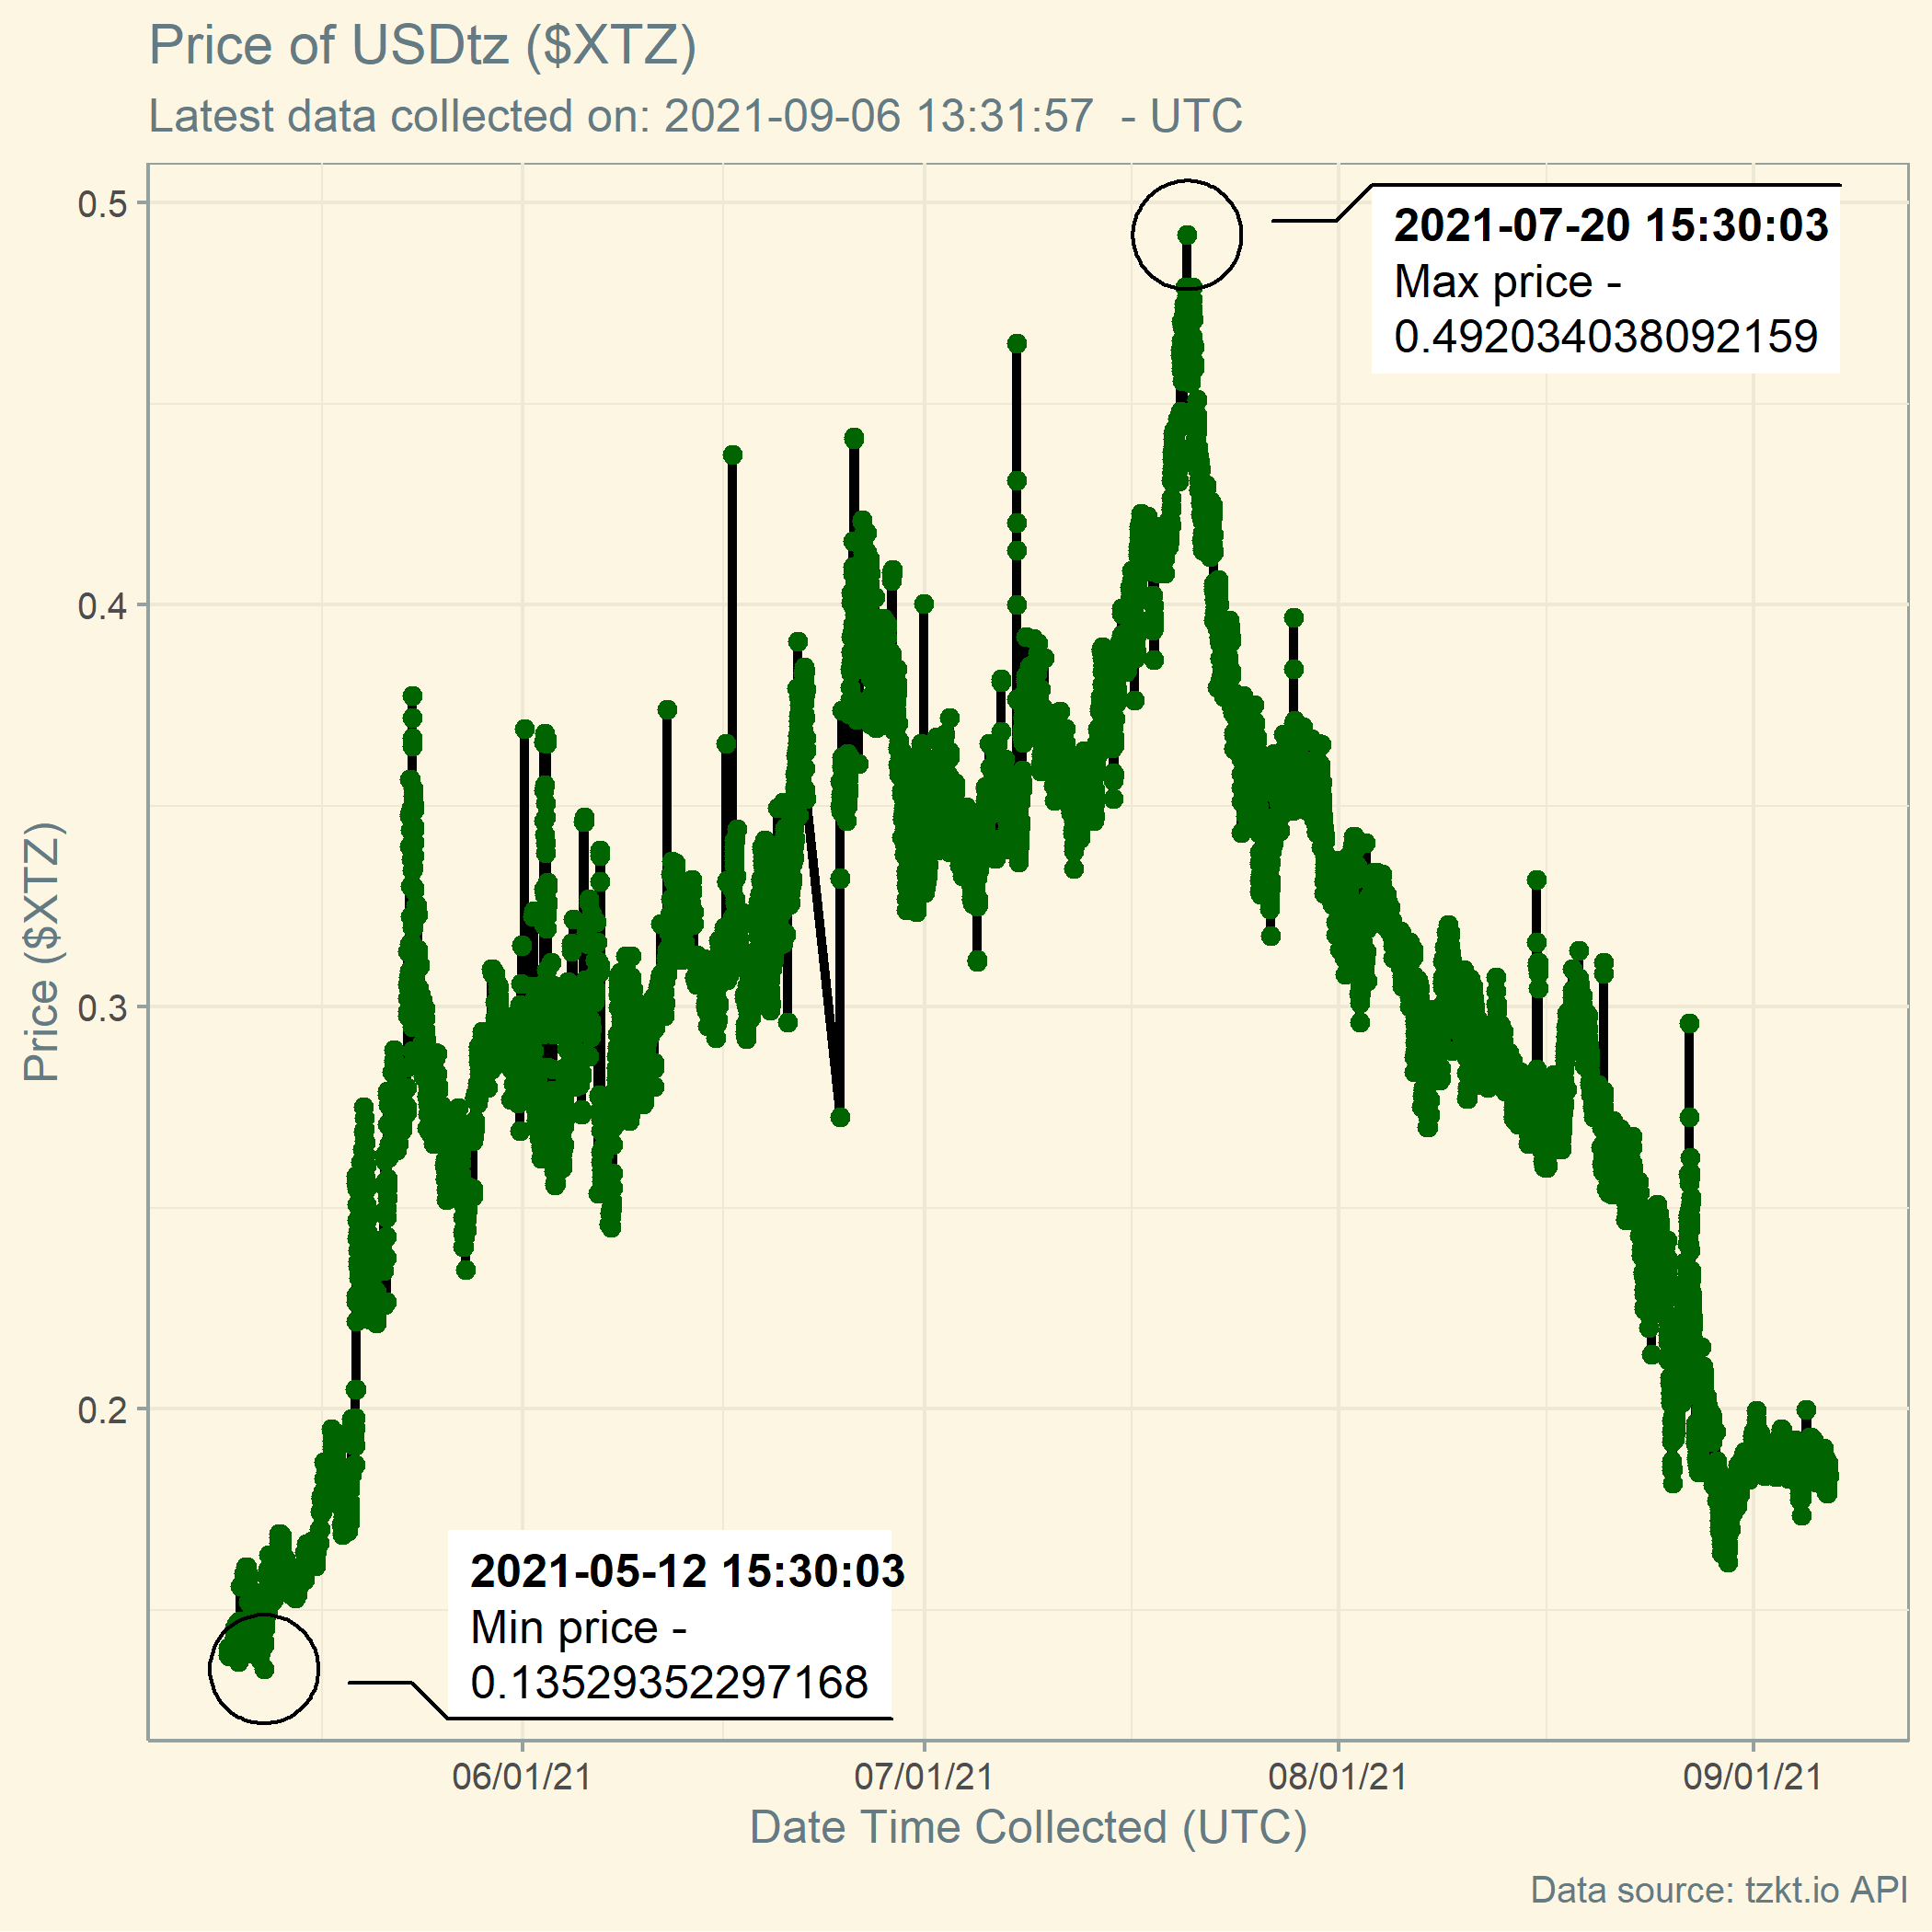 Price of USDtz ($XTZ)
Latest data collected on: 2021-09-06 13:31:57  - UTC
0.5
0.4
0.3
0.2
Price ($XTZ)
2021-07-20 15:30:03
Max price -
0.492034038092159
2021-05-12 15:30:03
Min price -
0.13529352297168
06/01/21
07/01/21
08/01/21
09/01/21
Date Time Collected (UTC)
Data source: tzkt.io API